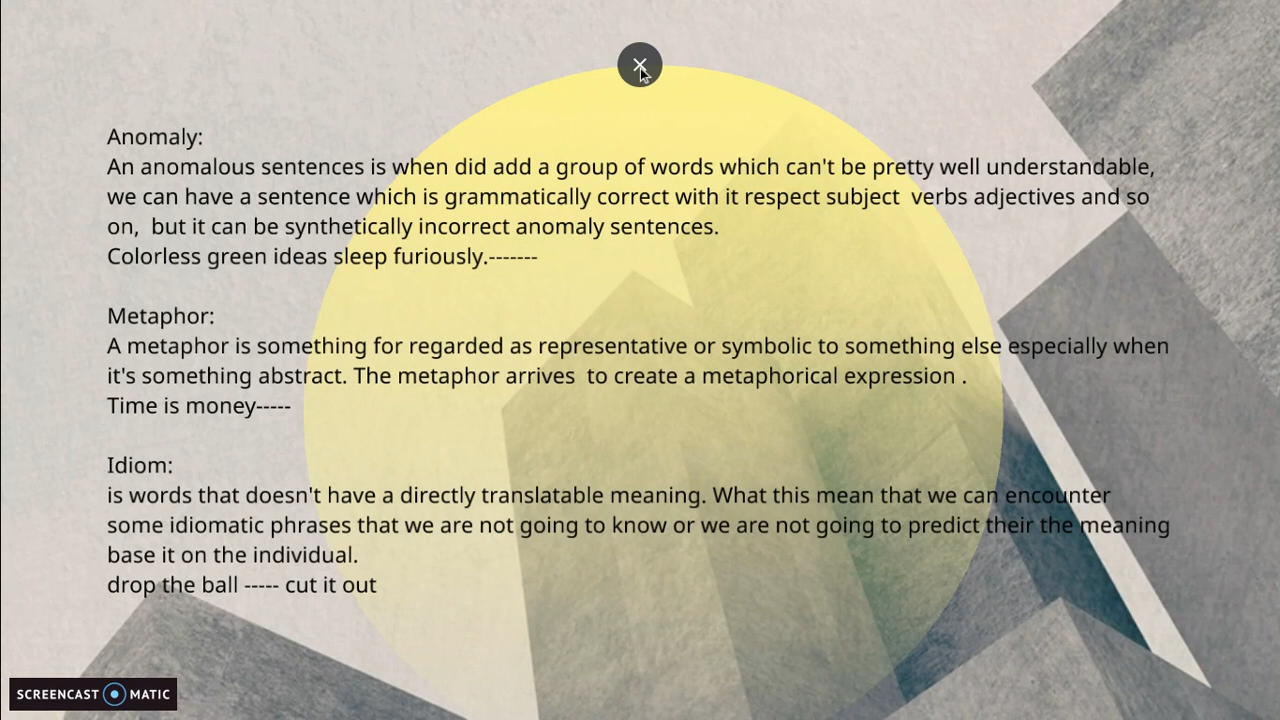 Anomaly:
An anomalous sentences is when did add a group of words which can't be pretty well understandable,
we can have a sentence which is grammatically correct with it respect subject  verbs adjectives and so
on,  but it can be synthetically incorrect anomaly sentences.
Colorless green ideas sleep furiously.-------
Metaphor:
A metaphor is something for regarded as representative or symbolic to something else especially when
it's something abstract. The metaphor arrives  to create a metaphorical expression .
Time is money-----
Idiom:
is words that doesn't have a directly translatable meaning. What this mean that we can encounter
some idiomatic phrases that we are not going to know or we are not going to predict their the meaning
base it on the individual.
drop the ball ----- cut it out
SCREENCAST MATIC